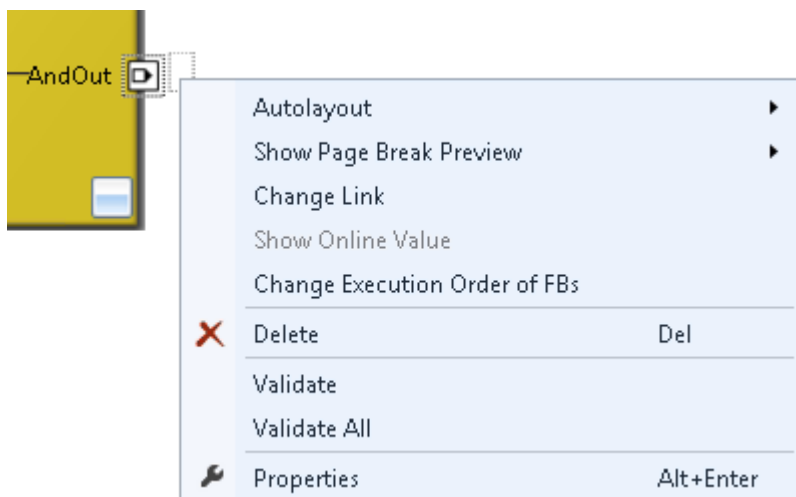 AndOut
Autolayout
Show Page Break Preview
Change Link
Show Online Value
Change Execution Order of FBs
Delete Del
Validate
Validate All
Properties Alt+Enter